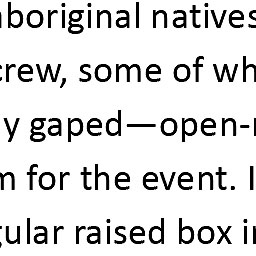 aboriginal natives
crew, some of wh
y gaped—open-
m for the event. I
gular raised box i